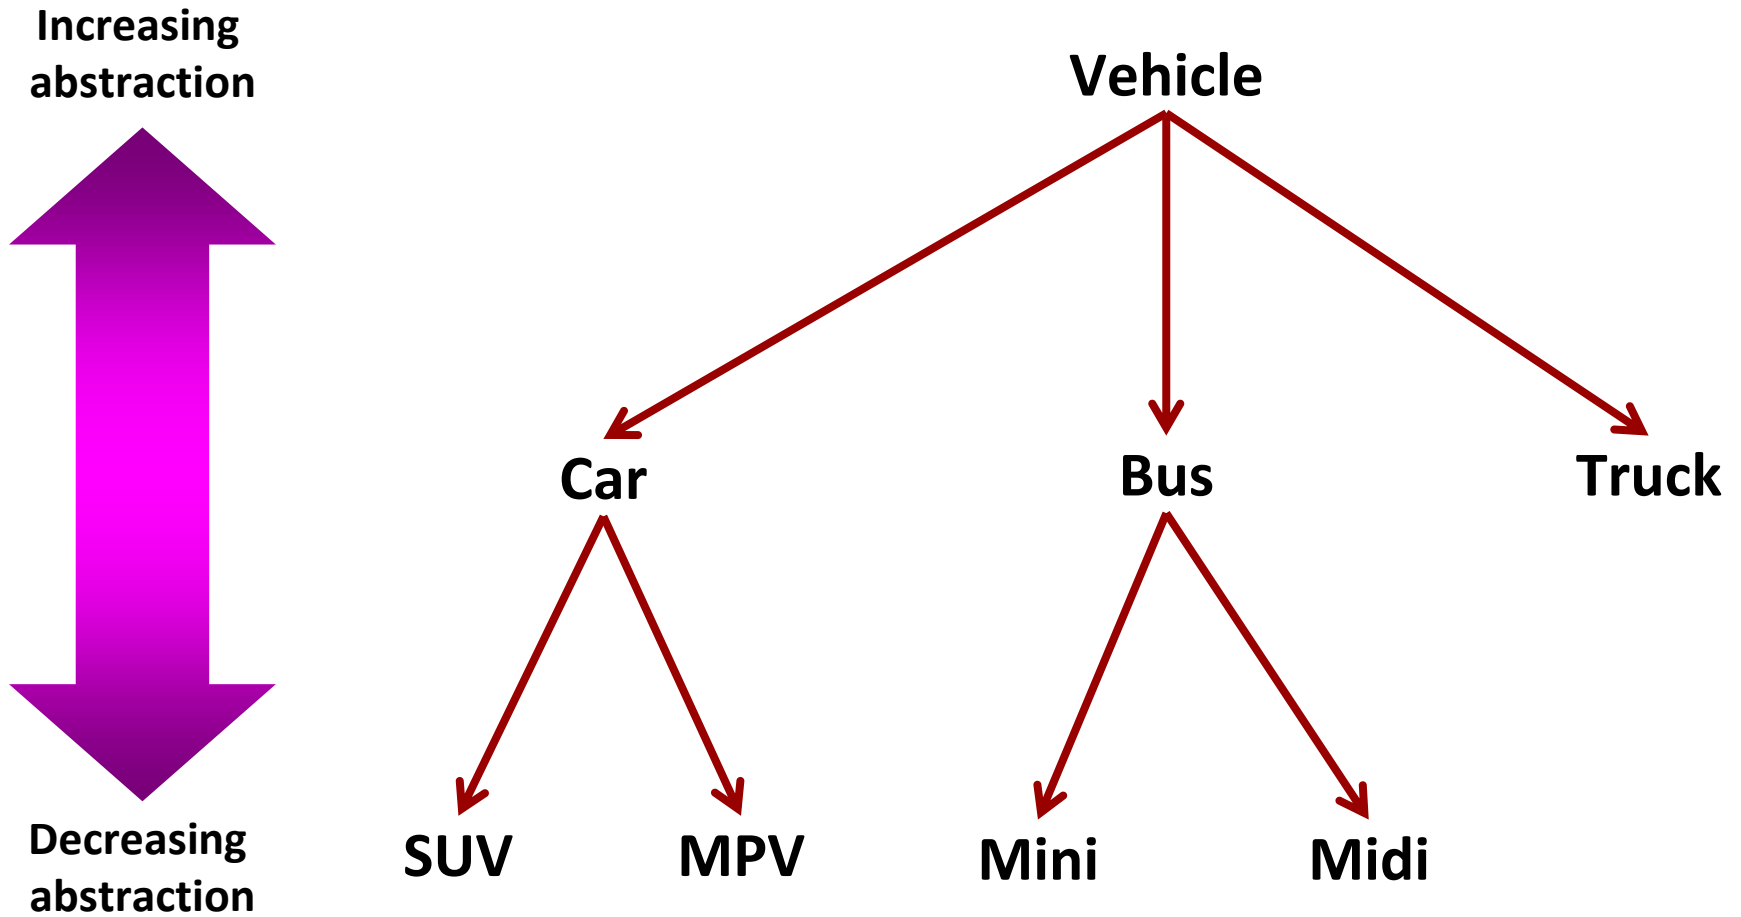 Increasing
abstraction
Vehicle
Car
Bus
Truck
SUV
MPV
Mini
Midi
Decreasing
abstraction